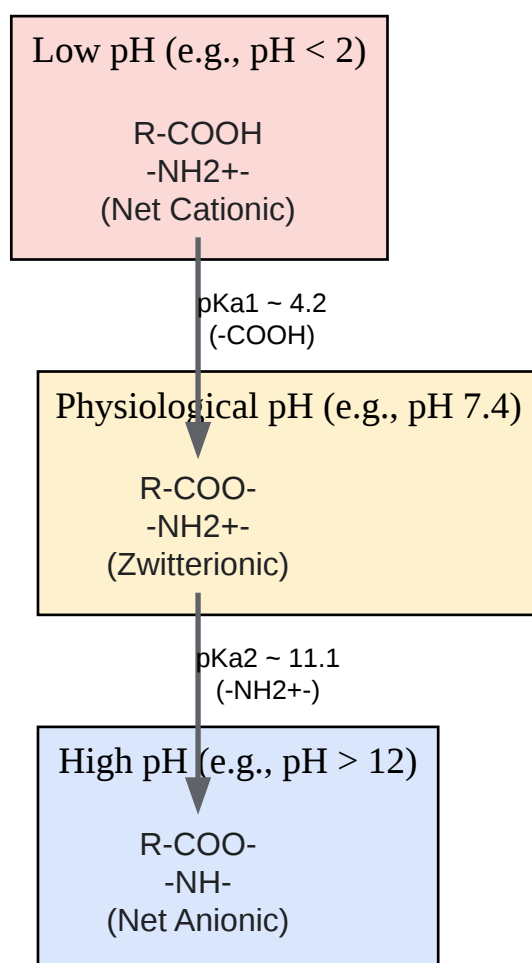 Low pH (e.g., pH < 2)
R-COOH
-NH2+-
(Net Cationic)
pKa1 ~ 4.2
(-COOH)
Physiological pH (e.g., pH 7.4)
R-COO-
-NH2+-
(Zwitterionic)
pKa2 ~ 11.1
(-NH2+-)
High pH (e.g., pH > 12)
R-COO-
-NH-
(Net Anionic)